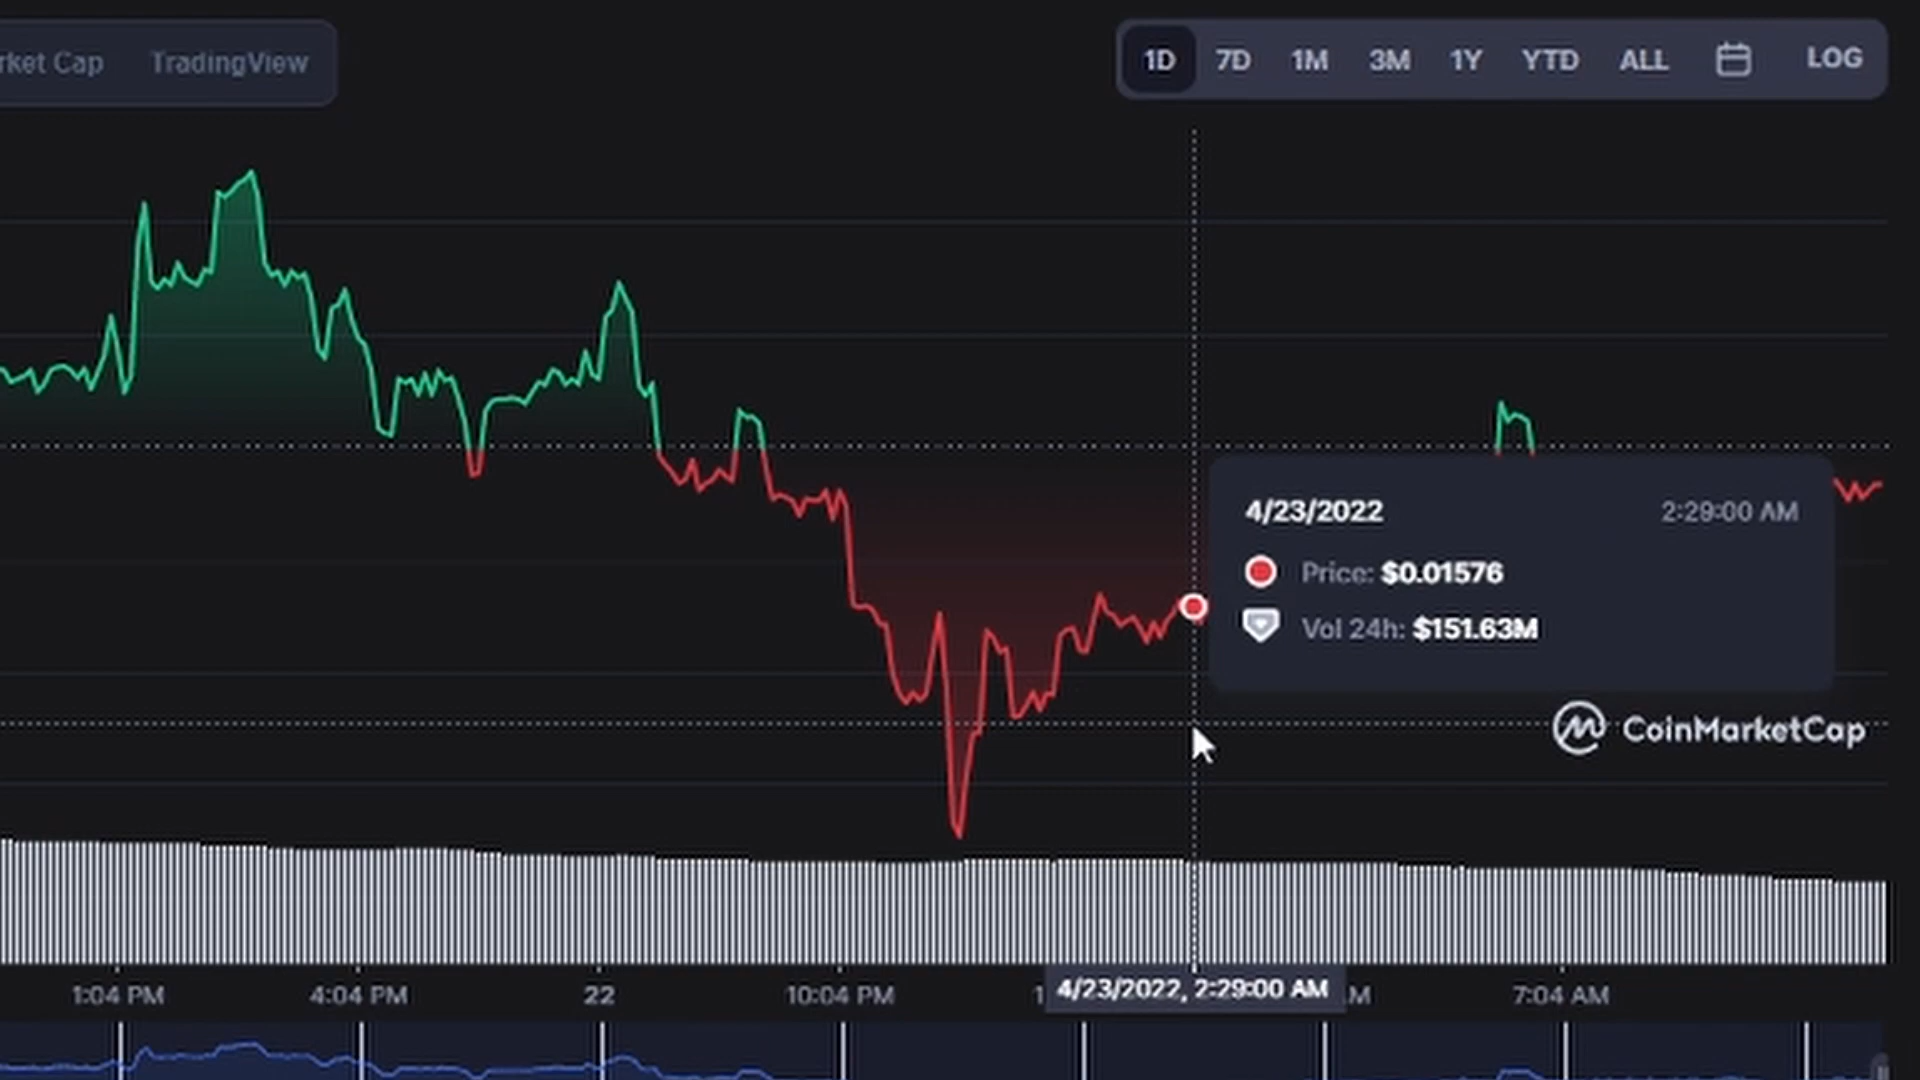 rket Cap TradingView
1D 7D 1M 3M 1Y YTD ALL LOG
4/23/2022 2:29:00 AM
Price: $0.01576
Vol 24h: $151.63M
CoinMarketCap
1:04 PM 4:04 PM 22 10:04 PM 1 4/23/2022, 2:29:00 AM M 7:04 AM